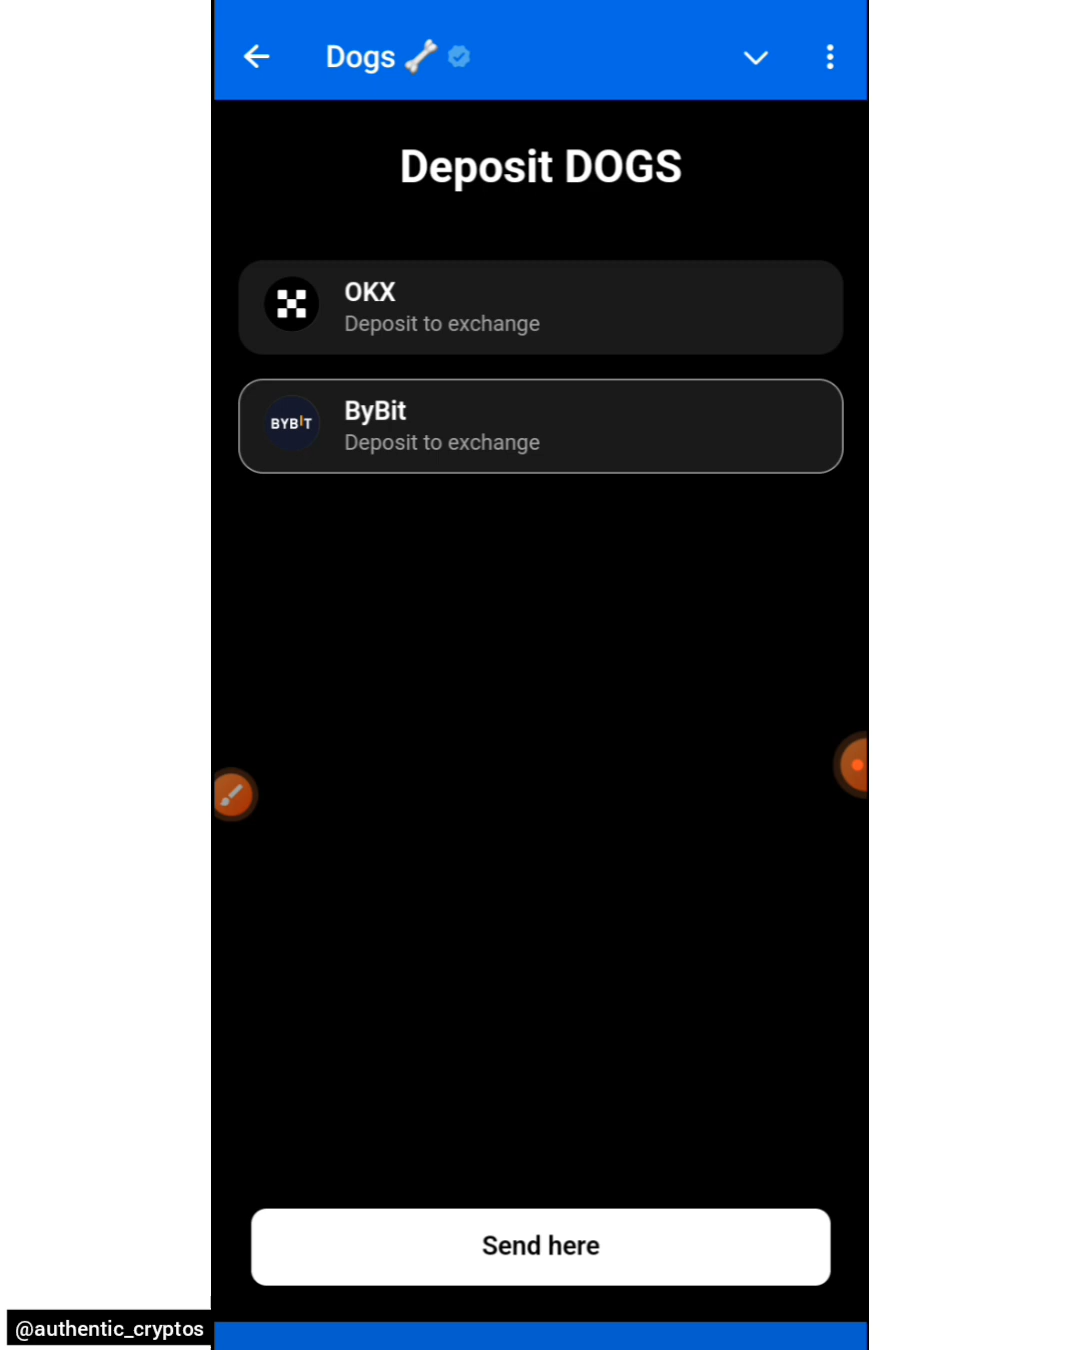 Dogs 🦴
Deposit DOGS
OKX
Deposit to exchange
BYBIT
ByBit
Deposit to exchange
Send here
@authentic_cryptos